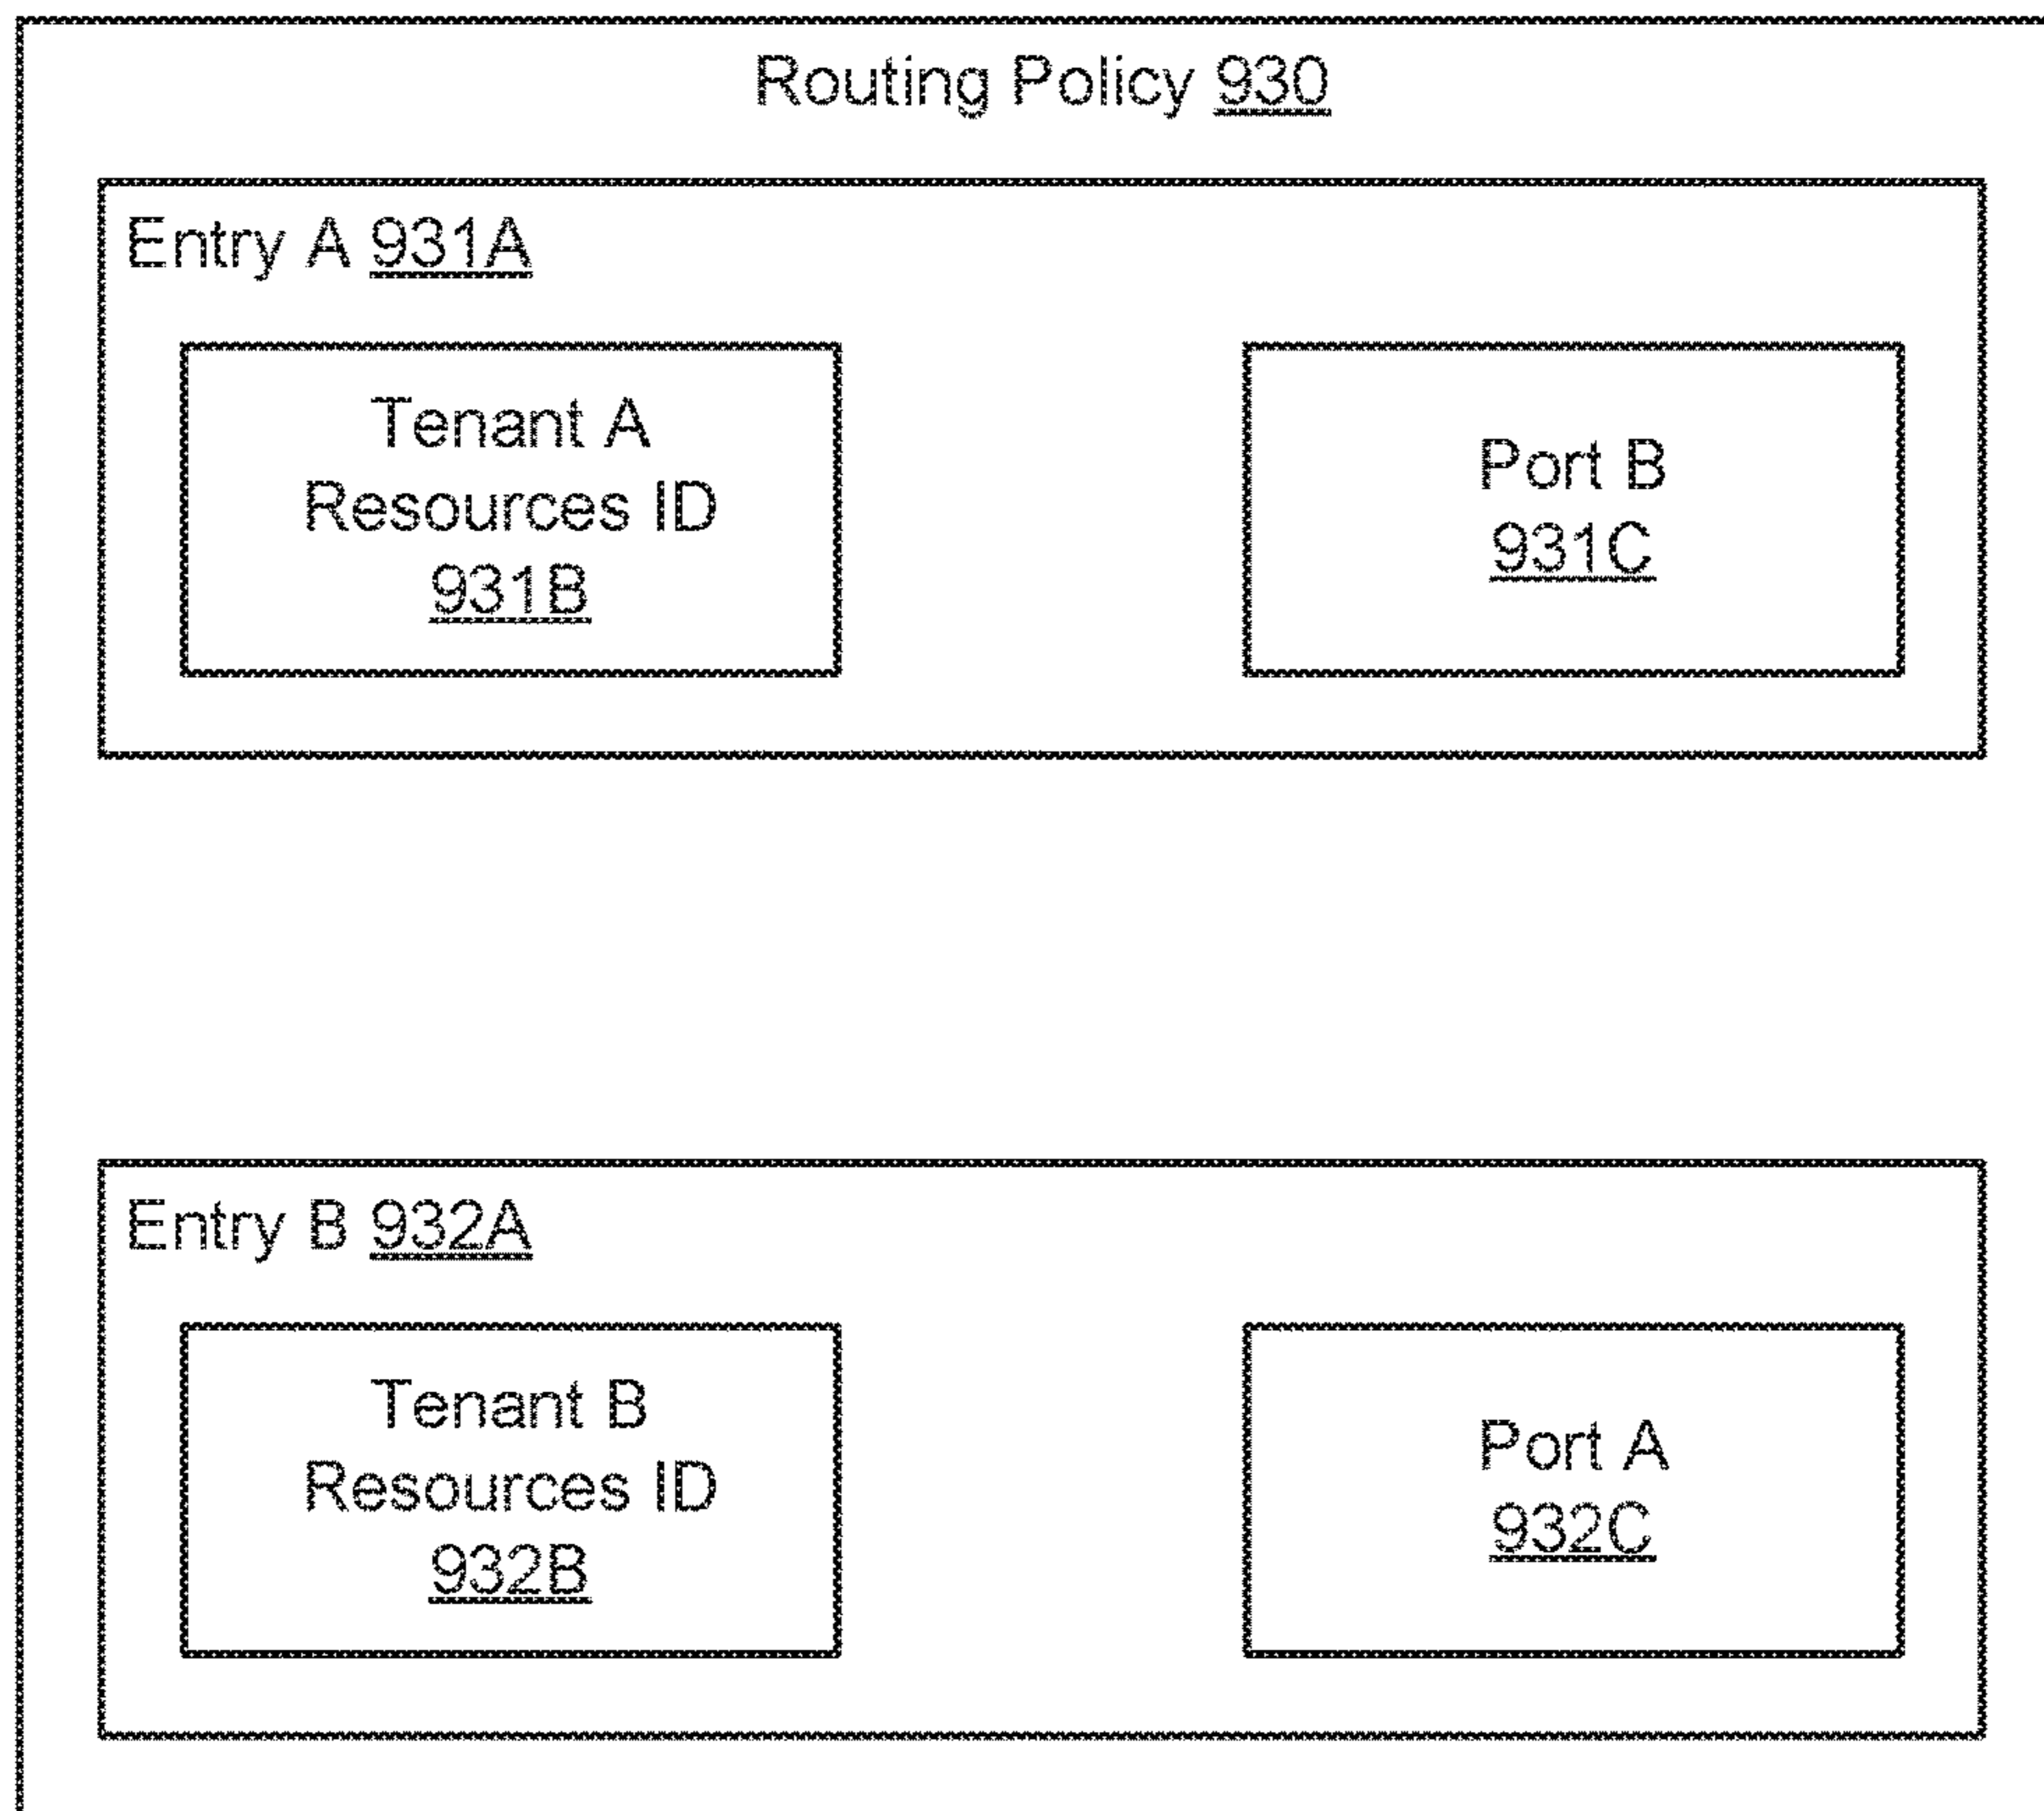 Routing Policy 930
Entry A 931A
Tenant A
Resources ID
931B
Port B
931C
Entry B 932A
Tenant B
Resources ID
932B
Port A
932C